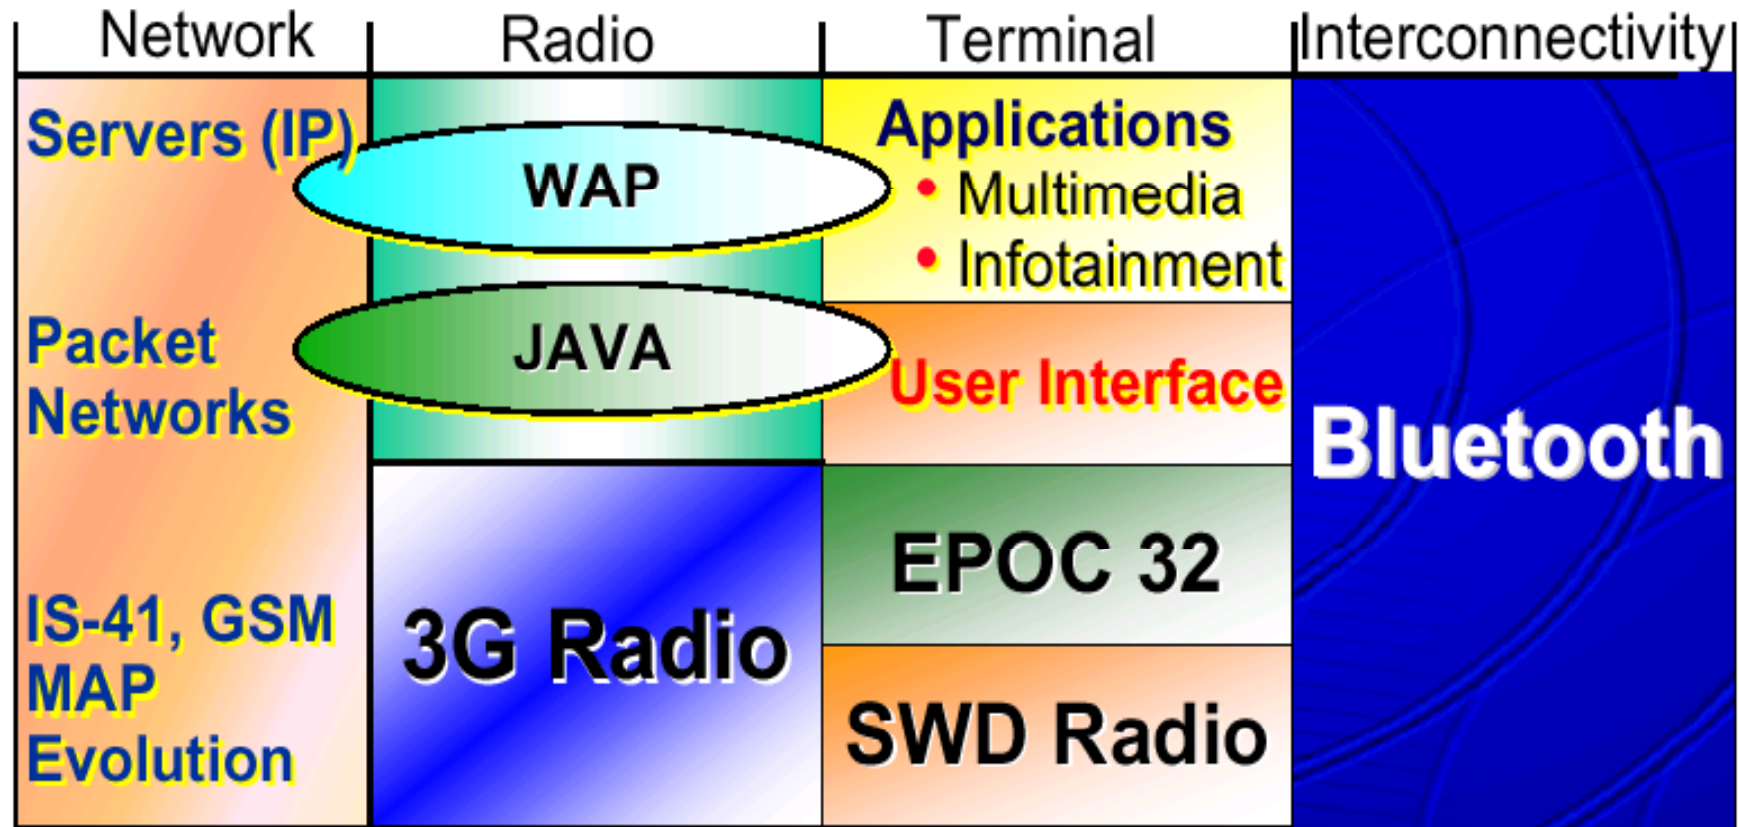 Network
Radio
Terminal
Interconnectivity
Servers (IP)
Packet
Networks
IS-41, GSM
MAP
Evolution
WAP
JAVA
3G Radio
Applications
• Multimedia
• Infotainment
User Interface
EPOC 32
SWD Radio
Bluetooth